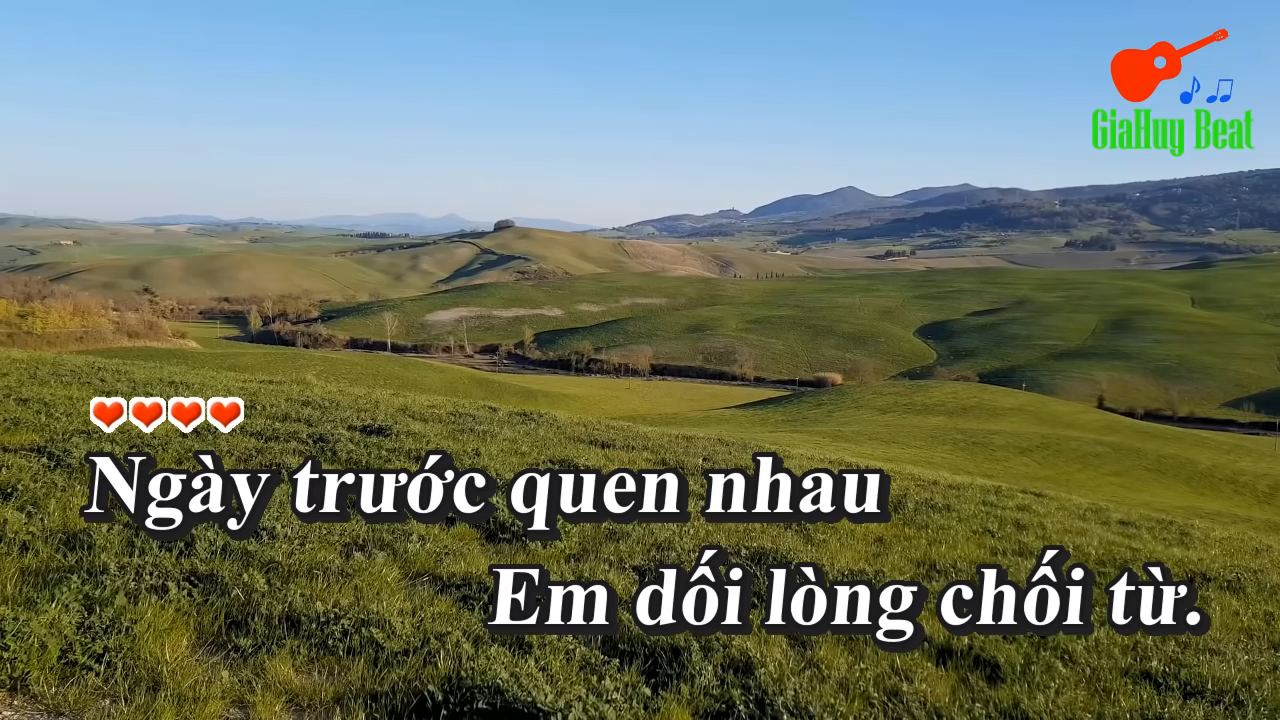 GiaHuy Beat
Ngày trước quen nhau
Em dối lòng chối từ.